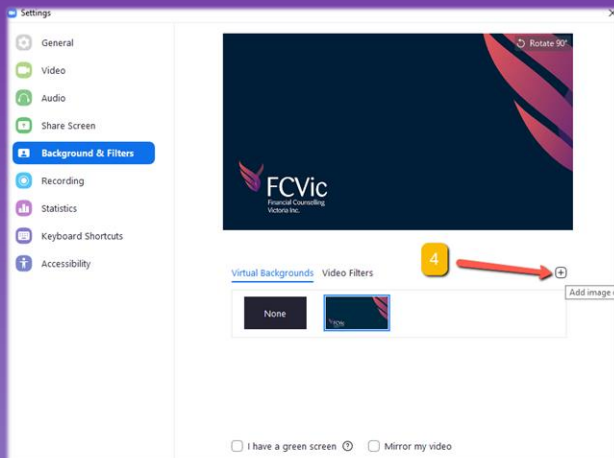 Settings
General
Video
Audio
Share Screen
Background & Filters
Recording
Statistics
Keyboard Shortcuts
Accessibility
Rotate 90°
FCVic
Financial Counselling
Victoria Inc.
Virtual Backgrounds Video Filters
4
Add image
None
FCVic
I have a green screen ? Mirror my video